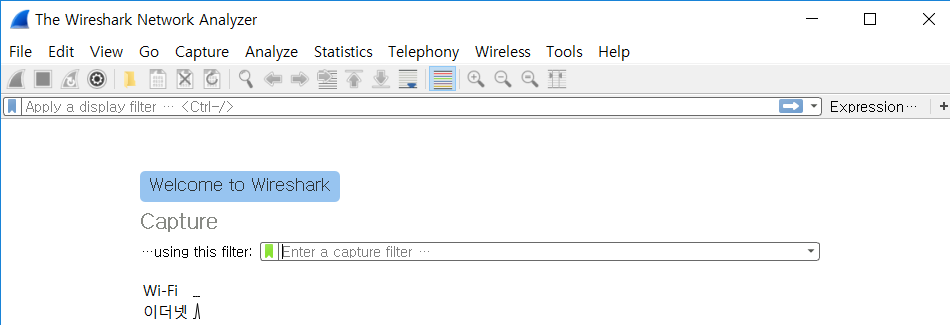 The Wireshark Network Analyzer
File Edit View Go Capture Analyze Statistics Telephony Wireless Tools Help
Apply a display filter … <Ctrl-/> Expression… +
Welcome to Wireshark
Capture
…using this filter: Enter a capture filter …
Wi-Fi
이더넷